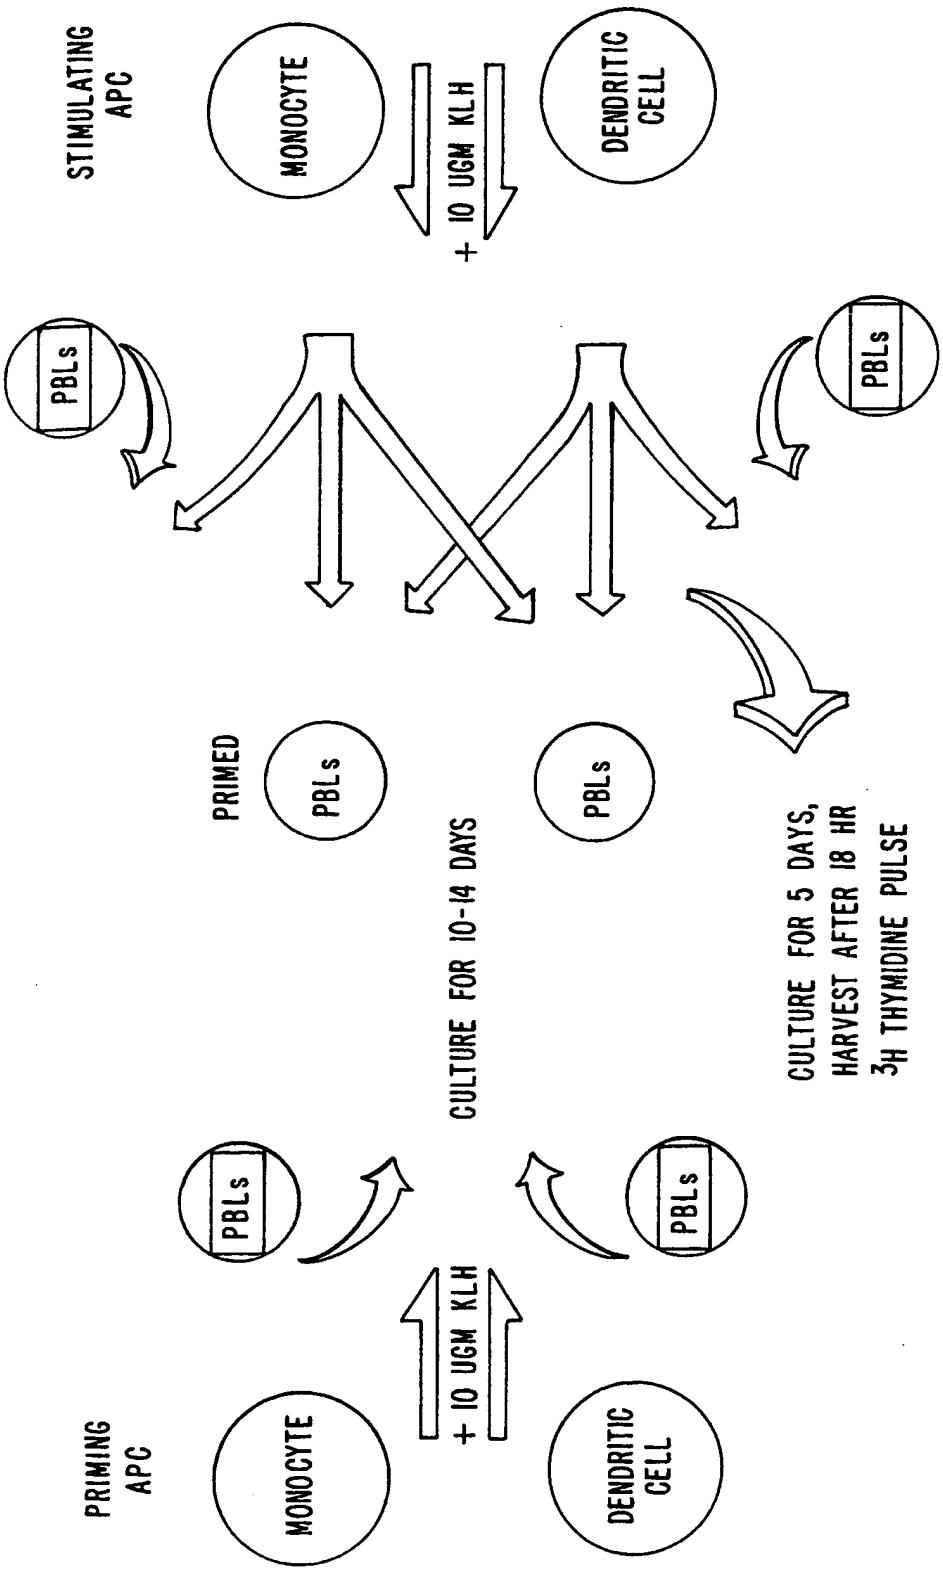 PRIMING
APC
MONOCYTE
+ 10 UGM KLH
DENDRITIC
CELL
PBLs
PBLs
CULTURE FOR 10-14 DAYS
PRIMED
PBLs
PBLs
CULTURE FOR 5 DAYS,
HARVEST AFTER 18 HR
3H THYMIDINE PULSE
PBLs
PBLs
STIMULATING
APC
MONOCYTE
+ 10 UGM KLH
DENDRITIC
CELL